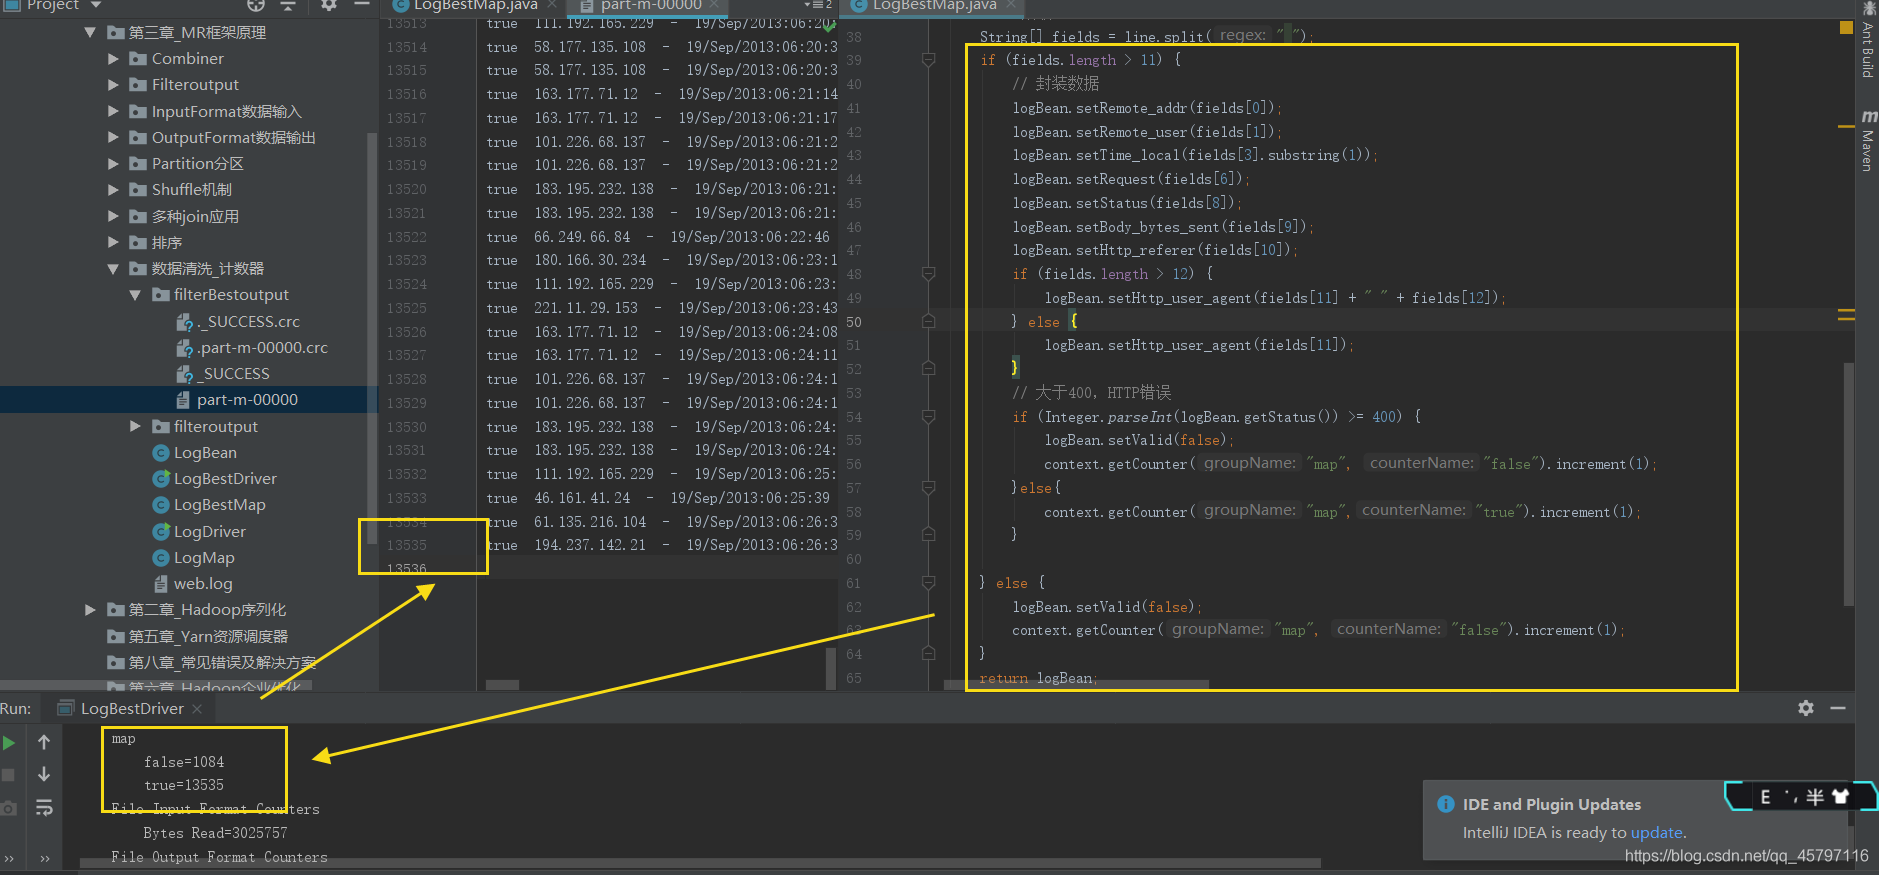 Project
第三章_MR框架原理
Combiner
Filteroutput
InputFormat数据输入
OutputFormat数据输出
Partition分区
Shuffle机制
多种join应用
排序
数据清洗_计数器
filterBestoutput
._SUCCESS.crc
.part-m-00000.crc
_SUCCESS
part-m-00000
filteroutput
LogBean
LogBestDriver
LogBestMap
LogDriver
LogMap
web.log
第二章_Hadoop序列化
第五章_Yarn资源调度器
第八章_常见错误及解决方案
第六章_Hadoop企业优化
LogBestMap.java
part-m-00000
2
13513 true 111.192.165.229 - 19/Sep/2013:06:20:
13514 true 58.177.135.108 - 19/Sep/2013:06:20:3
13515 true 58.177.135.108 - 19/Sep/2013:06:20:3
13516 true 163.177.71.12 - 19/Sep/2013:06:21:14
13517 true 163.177.71.12 - 19/Sep/2013:06:21:17
13518 true 101.226.68.137 - 19/Sep/2013:06:21:2
13519 true 101.226.68.137 - 19/Sep/2013:06:21:2
13520 true 183.195.232.138 - 19/Sep/2013:06:21:
13521 true 183.195.232.138 - 19/Sep/2013:06:21:
13522 true 66.249.66.84 - 19/Sep/2013:06:22:46
13523 true 180.166.30.234 - 19/Sep/2013:06:23:1
13524 true 111.192.165.229 - 19/Sep/2013:06:23:
13525 true 221.11.29.153 - 19/Sep/2013:06:23:43
13526 true 163.177.71.12 - 19/Sep/2013:06:24:08
13527 true 163.177.71.12 - 19/Sep/2013:06:24:11
13528 true 101.226.68.137 - 19/Sep/2013:06:24:1
13529 true 101.226.68.137 - 19/Sep/2013:06:24:1
13530 true 183.195.232.138 - 19/Sep/2013:06:24:
13531 true 183.195.232.138 - 19/Sep/2013:06:24:
13532 true 111.192.165.229 - 19/Sep/2013:06:25:
13533 true 46.161.41.24 - 19/Sep/2013:06:25:39
13534 true 61.135.216.104 - 19/Sep/2013:06:26:3
13535 true 194.237.142.21 - 19/Sep/2013:06:26:3
13536
LogBestMap.java
38 String[] fields = line.split( regex: " ");
39 if (fields.length > 11) {
40 // 封装数据
41 logBean.setRemote_addr(fields[0]);
42 logBean.setRemote_user(fields[1]);
43 logBean.setTime_local(fields[3].substring(1));
44 logBean.setRequest(fields[6]);
45 logBean.setStatus(fields[8]);
46 logBean.setBody_bytes_sent(fields[9]);
47 logBean.setHttp_referer(fields[10]);
48 if (fields.length > 12) {
49 logBean.setHttp_user_agent(fields[11] + " " + fields[12]);
50 } else {
51 logBean.setHttp_user_agent(fields[11]);
52 }
53 // 大于400，HTTP错误
54 if (Integer.parseInt(logBean.getStatus()) >= 400) {
55 logBean.setValid(false);
56 context.getCounter( groupName: "map", counterName: "false").increment(1);
57 }else{
58 context.getCounter( groupName: "map", counterName: "true").increment(1);
59 }
60
61 } else {
62 logBean.setValid(false);
63 context.getCounter( groupName: "map", counterName: "false").increment(1);
64 }
65 return logBean;
Ant Build
m Maven
Run: LogBestDriver
map
false=1084
true=13535
File Input Format Counters
Bytes Read=3025757
File Output Format Counters
IDE and Plugin Updates
IntelliJ IDEA is ready to update.
E 半
https://blog.csdn.net/qq_45797116